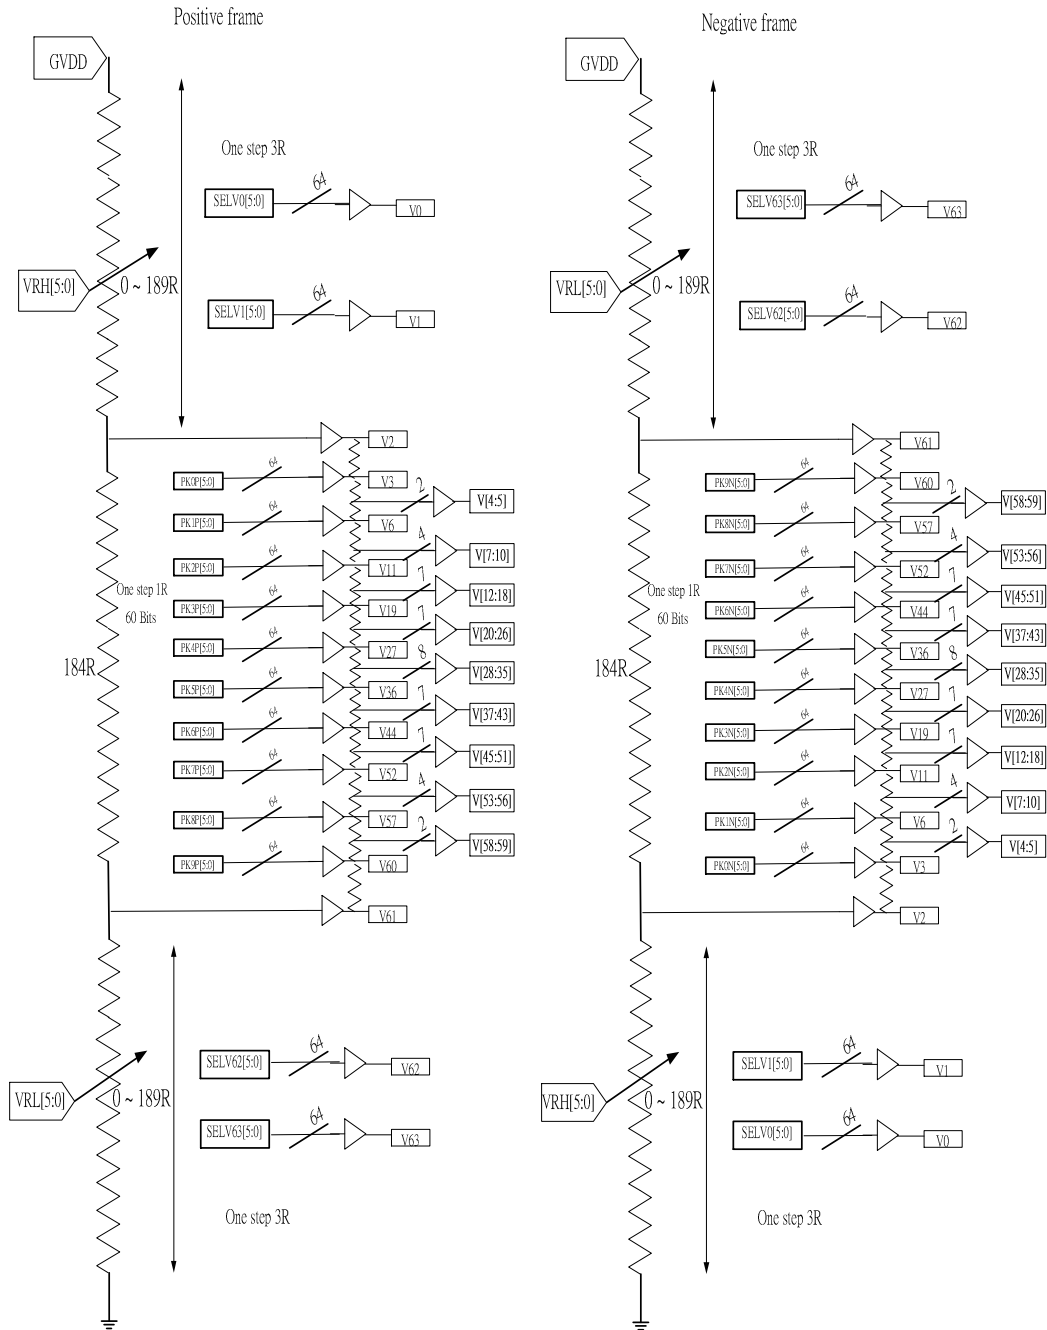 Positive frame
GVDD
One step 3R
SELV0[5:0]
64
V0
VRH[5:0]
0 ~ 189R
SELV1[5:0]
64
V1
V2
PK0P[5:0]
64
V3
2
V[4:5]
PK1P[5:0]
64
V6
4
V[7:10]
PK2P[5:0]
64
V11
7
V[12:18]
One step 1R
60 Bits
PK3P[5:0]
64
V19
7
V[20:26]
PK4P[5:0]
64
V27
8
V[28:35]
184R
PK5P[5:0]
64
V36
7
V[37:43]
PK6P[5:0]
64
V44
7
V[45:51]
PK7P[5:0]
64
V52
4
V[53:56]
PK8P[5:0]
64
V57
2
V[58:59]
PK9P[5:0]
64
V60
V61
SELV62[5:0]
64
V62
VRL[5:0]
0 ~ 189R
SELV63[5:0]
64
V63
One step 3R
Negative frame
GVDD
One step 3R
SELV63[5:0]
64
V63
VRL[5:0]
0 ~ 189R
SELV62[5:0]
64
V62
V61
PK9N[5:0]
64
V60
2
V[58:59]
PK8N[5:0]
64
V57
4
V[53:56]
PK7N[5:0]
64
V52
7
V[45:51]
One step 1R
60 Bits
PK6N[5:0]
64
V44
7
V[37:43]
PK5N[5:0]
64
V36
8
V[28:35]
184R
PK4N[5:0]
64
V27
7
V[20:26]
PK3N[5:0]
64
V19
7
V[12:18]
PK2N[5:0]
64
V11
4
V[7:10]
PK1N[5:0]
64
V6
2
V[4:5]
PK0N[5:0]
64
V3
V2
SELV1[5:0]
64
V1
VRH[5:0]
0 ~ 189R
SELV0[5:0]
64
V0
One step 3R